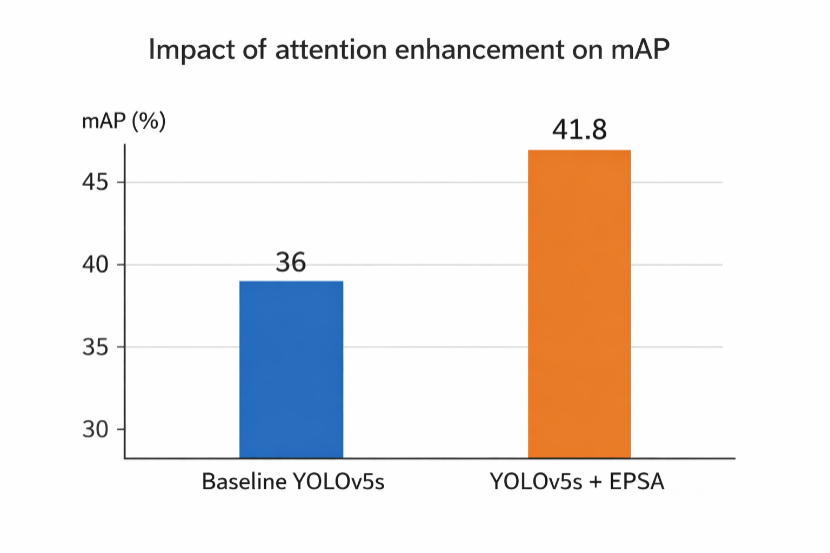 Impact of attention enhancement on mAP
mAP (%)
41.8
45
40
36
35
30
Baseline YOLOv5s
YOLOv5s + EPSA